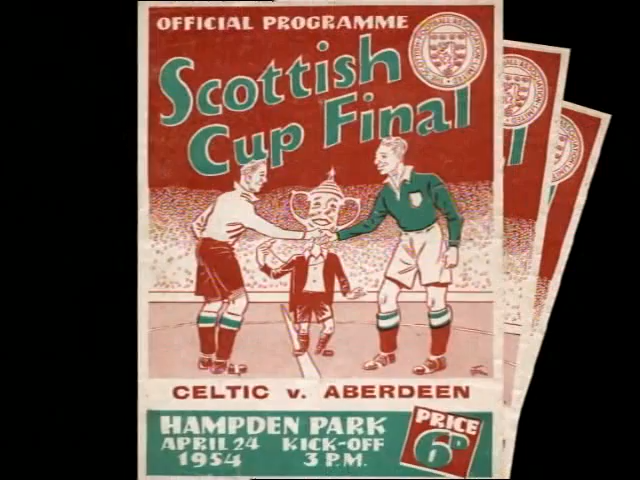 OFFICIAL PROGRAMME
Scottish
Cup Final
CELTIC v. ABERDEEN
HAMPDEN PARK
APRIL 24 KICK-OFF
1954 3 P.M.
PRICE
6D